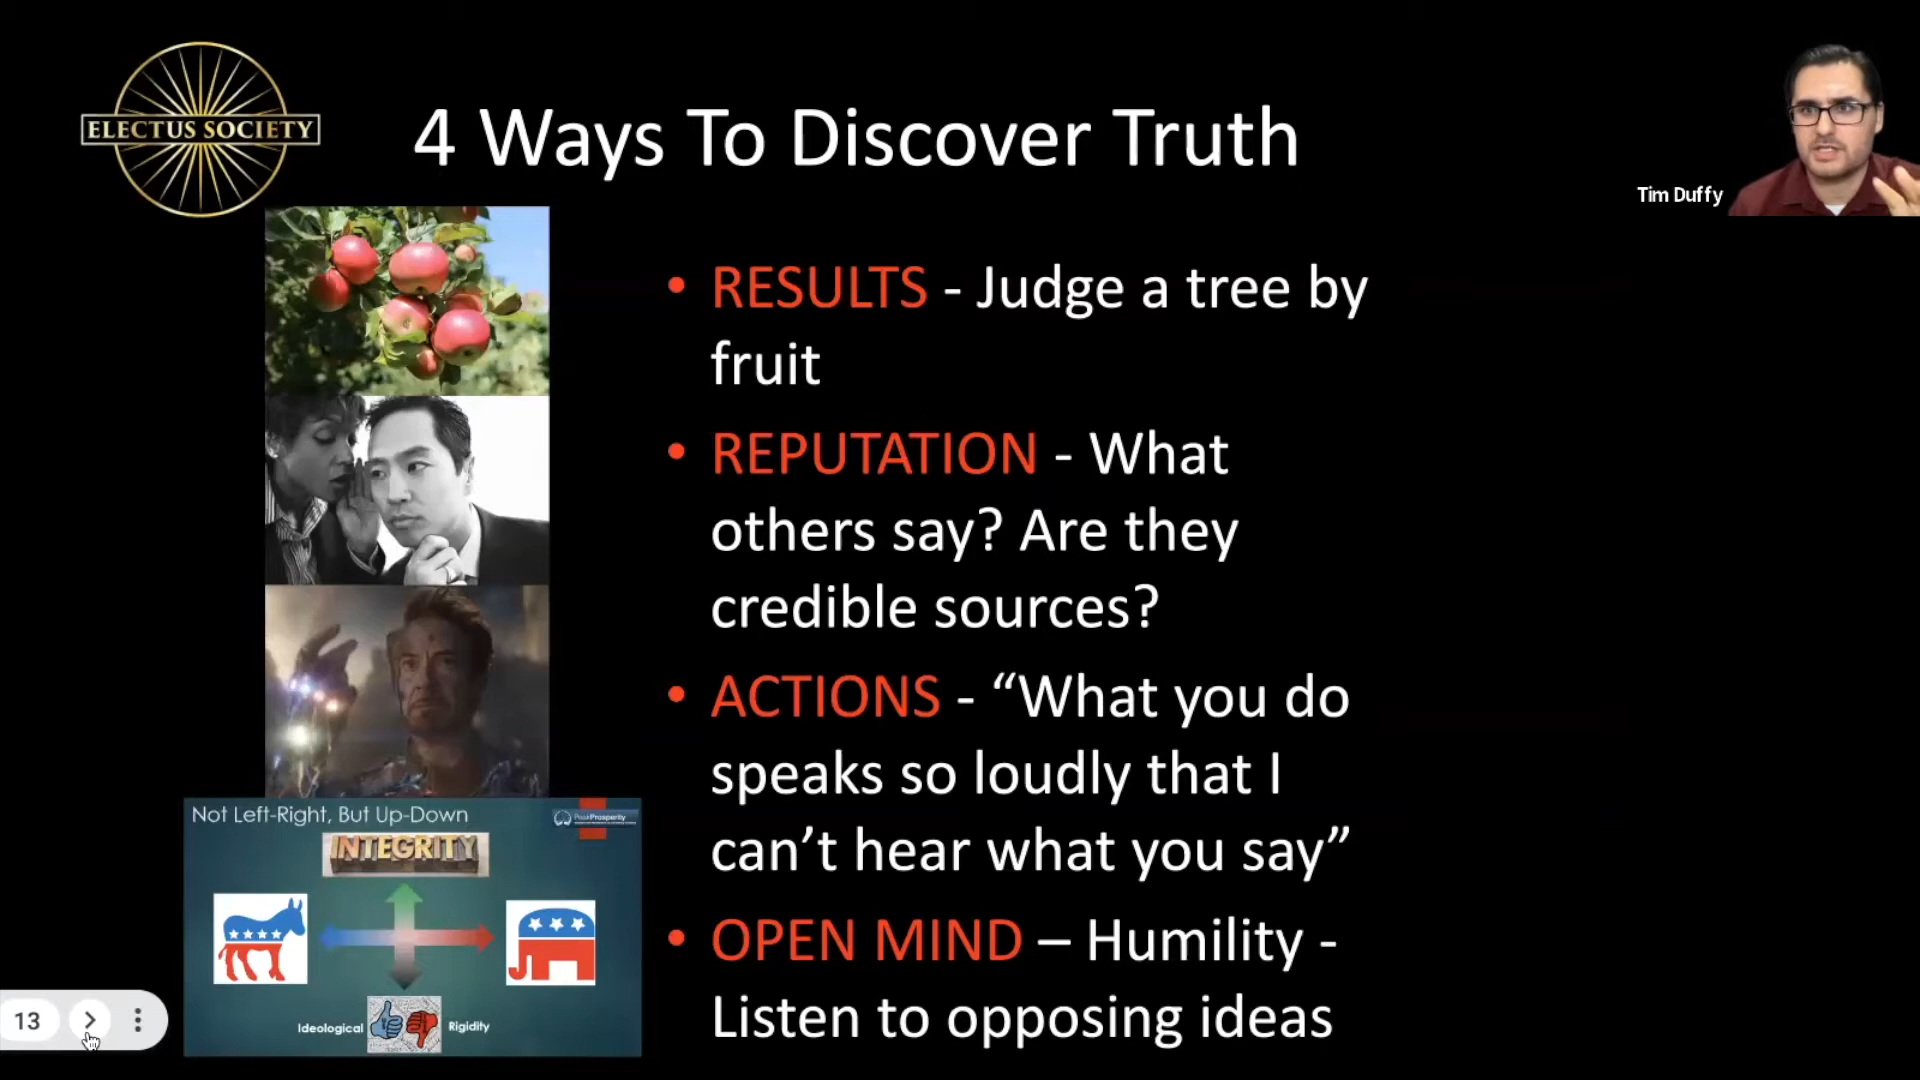 ELECTUS SOCIETY
4 Ways To Discover Truth
Tim Duffy
• RESULTS - Judge a tree by
fruit
• REPUTATION - What
others say? Are they
credible sources?
• ACTIONS - “What you do
speaks so loudly that I
can’t hear what you say”
• OPEN MIND – Humility -
Listen to opposing ideas
Not Left-Right, But Up-Down
PeakProsperity
INTEGRITY
Ideological
Rigidity
13